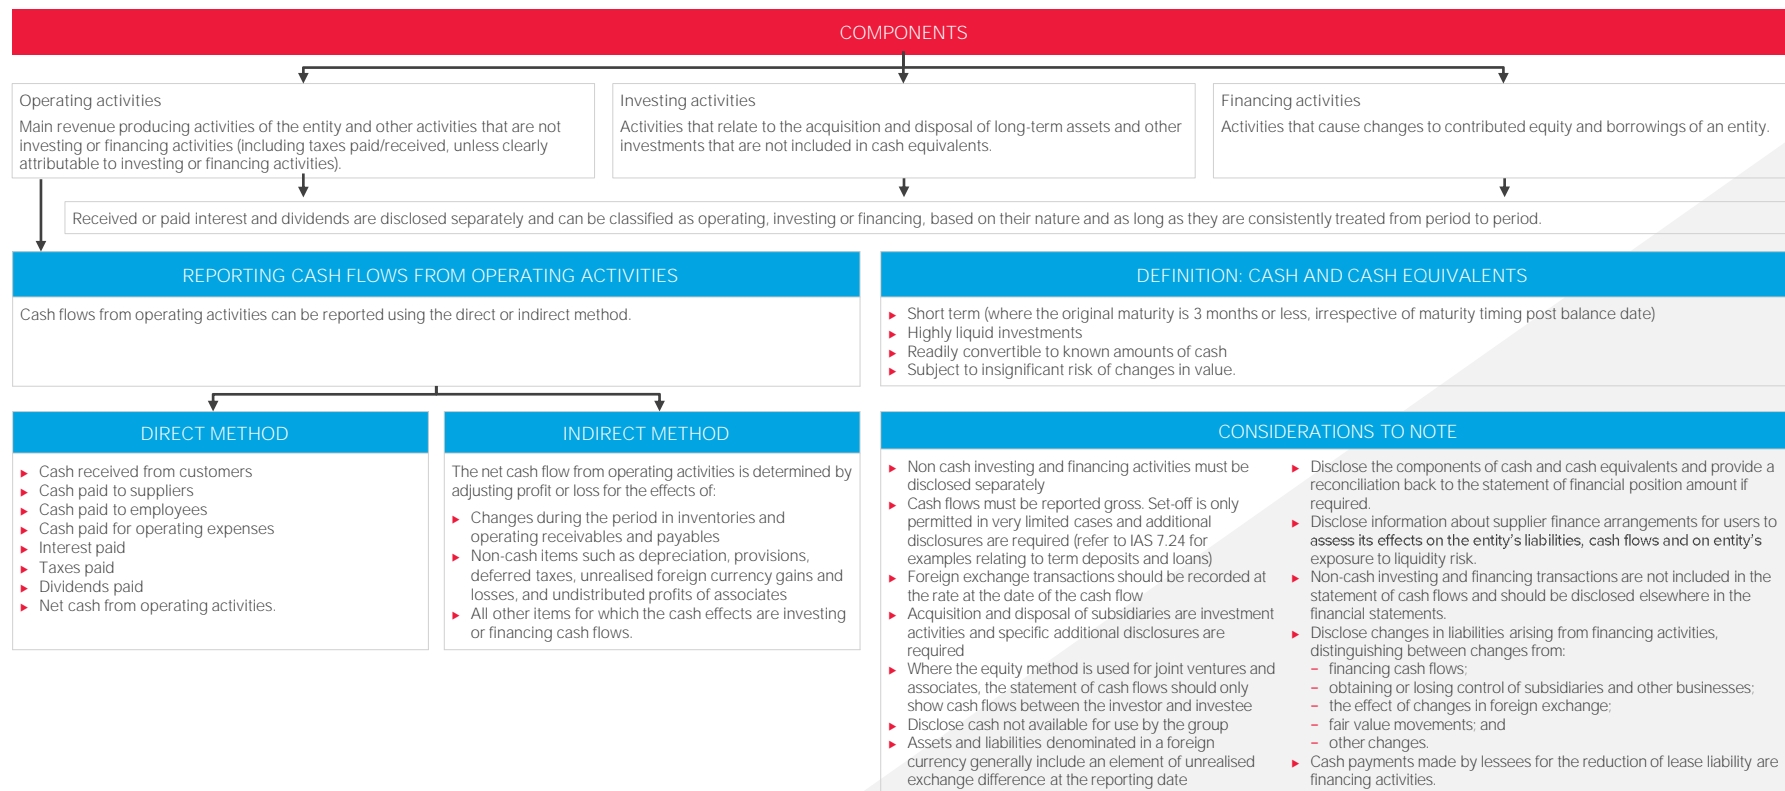 COMPONENTS
Operating activities
Main revenue producing activities of the entity and other activities that are not
investing or financing activities (including taxes paid/received, unless clearly
attributable to investing or financing activities).
Investing activities
Activities that relate to the acquisition and disposal of long-term assets and other
investments that are not included in cash equivalents.
Financing activities
Activities that cause changes to contributed equity and borrowings of an entity.
Received or paid interest and dividends are disclosed separately and can be classified as operating, investing or financing, based on their nature and as long as they are consistently treated from period to period.
REPORTING CASH FLOWS FROM OPERATING ACTIVITIES
Cash flows from operating activities can be reported using the direct or indirect method.
DEFINITION: CASH AND CASH EQUIVALENTS
► Short term (where the original maturity is 3 months or less, irrespective of maturity timing post balance date)
► Highly liquid investments
► Readily convertible to known amounts of cash
► Subject to insignificant risk of changes in value.
DIRECT METHOD
► Cash received from customers
► Cash paid to suppliers
► Cash paid to employees
► Cash paid for operating expenses
► Interest paid
► Taxes paid
► Dividends paid
► Net cash from operating activities.
INDIRECT METHOD
The net cash flow from operating activities is determined by
adjusting profit or loss for the effects of:
► Changes during the period in inventories and
operating receivables and payables
► Non-cash items such as depreciation, provisions,
deferred taxes, unrealised foreign currency gains and
losses, and undistributed profits of associates
► All other items for which the cash effects are investing
or financing cash flows.
CONSIDERATIONS TO NOTE
► Non cash investing and financing activities must be
disclosed separately
► Cash flows must be reported gross. Set-off is only
permitted in very limited cases and additional
disclosures are required (refer to IAS 7.24 for
examples relating to term deposits and loans)
► Foreign exchange transactions should be recorded at
the rate at the date of the cash flow
► Acquisition and disposal of subsidiaries are investment
activities and specific additional disclosures are
required
► Where the equity method is used for joint ventures and
associates, the statement of cash flows should only
show cash flows between the investor and investee
► Disclose cash not available for use by the group
► Assets and liabilities denominated in a foreign
currency generally include an element of unrealised
exchange difference at the reporting date
► Disclose the components of cash and cash equivalents and provide a
reconciliation back to the statement of financial position amount if
required.
► Disclose information about supplier finance arrangements for users to
assess its effects on the entity's liabilities, cash flows and on entity's
exposure to liquidity risk.
► Non-cash investing and financing transactions are not included in the
statement of cash flows and should be disclosed elsewhere in the
financial statements.
► Disclose changes in liabilities arising from financing activities,
distinguishing between changes from:
− financing cash flows;
− obtaining or losing control of subsidiaries and other businesses;
− the effect of changes in foreign exchange;
− fair value movements; and
− other changes.
► Cash payments made by lessees for the reduction of lease liability are
financing activities.